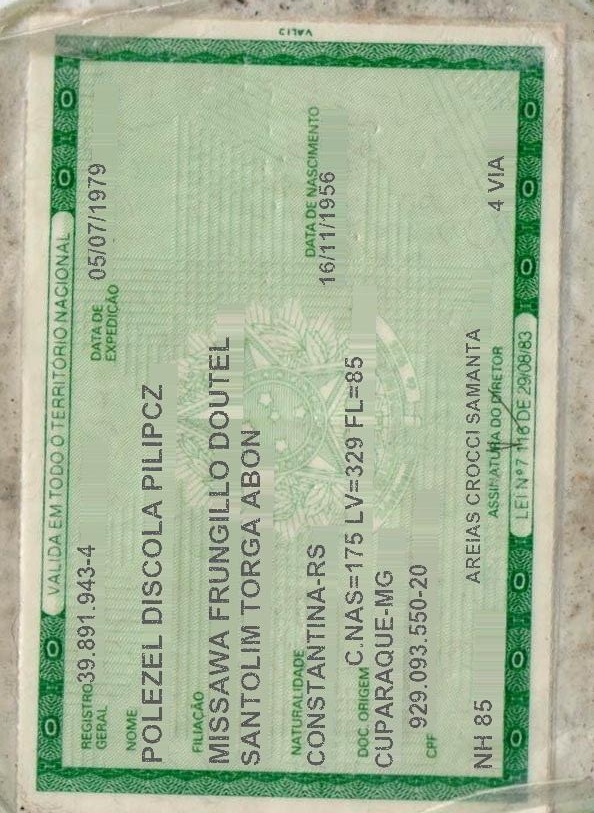 VALIDA EM TODO O TERRITÓRIO NACIONAL
REGISTRO GERAL 39.891.943-4 DATA DE EXPEDIÇÃO 05/07/1979
NOME
POLEZEL DISCOLA PILIPCZ
FILIAÇÃO
MISSAWA FRUNGILLO DOUTEL
SANTOLIM TORGA ABON
NATURALIDADE DATA DE NASCIMENTO
CONSTANTINA-RS 16/11/1956
DOC ORIGEM C.NAS=175 LV=329 FL=85
CUPARAQUE-MG
CPF 929.093.550-20
NH 85 AREIAS CROCCI SAMANTA 4 VIA
ASSINATURA DO DIRETOR
LEI Nº 7.116 DE 29/08/83